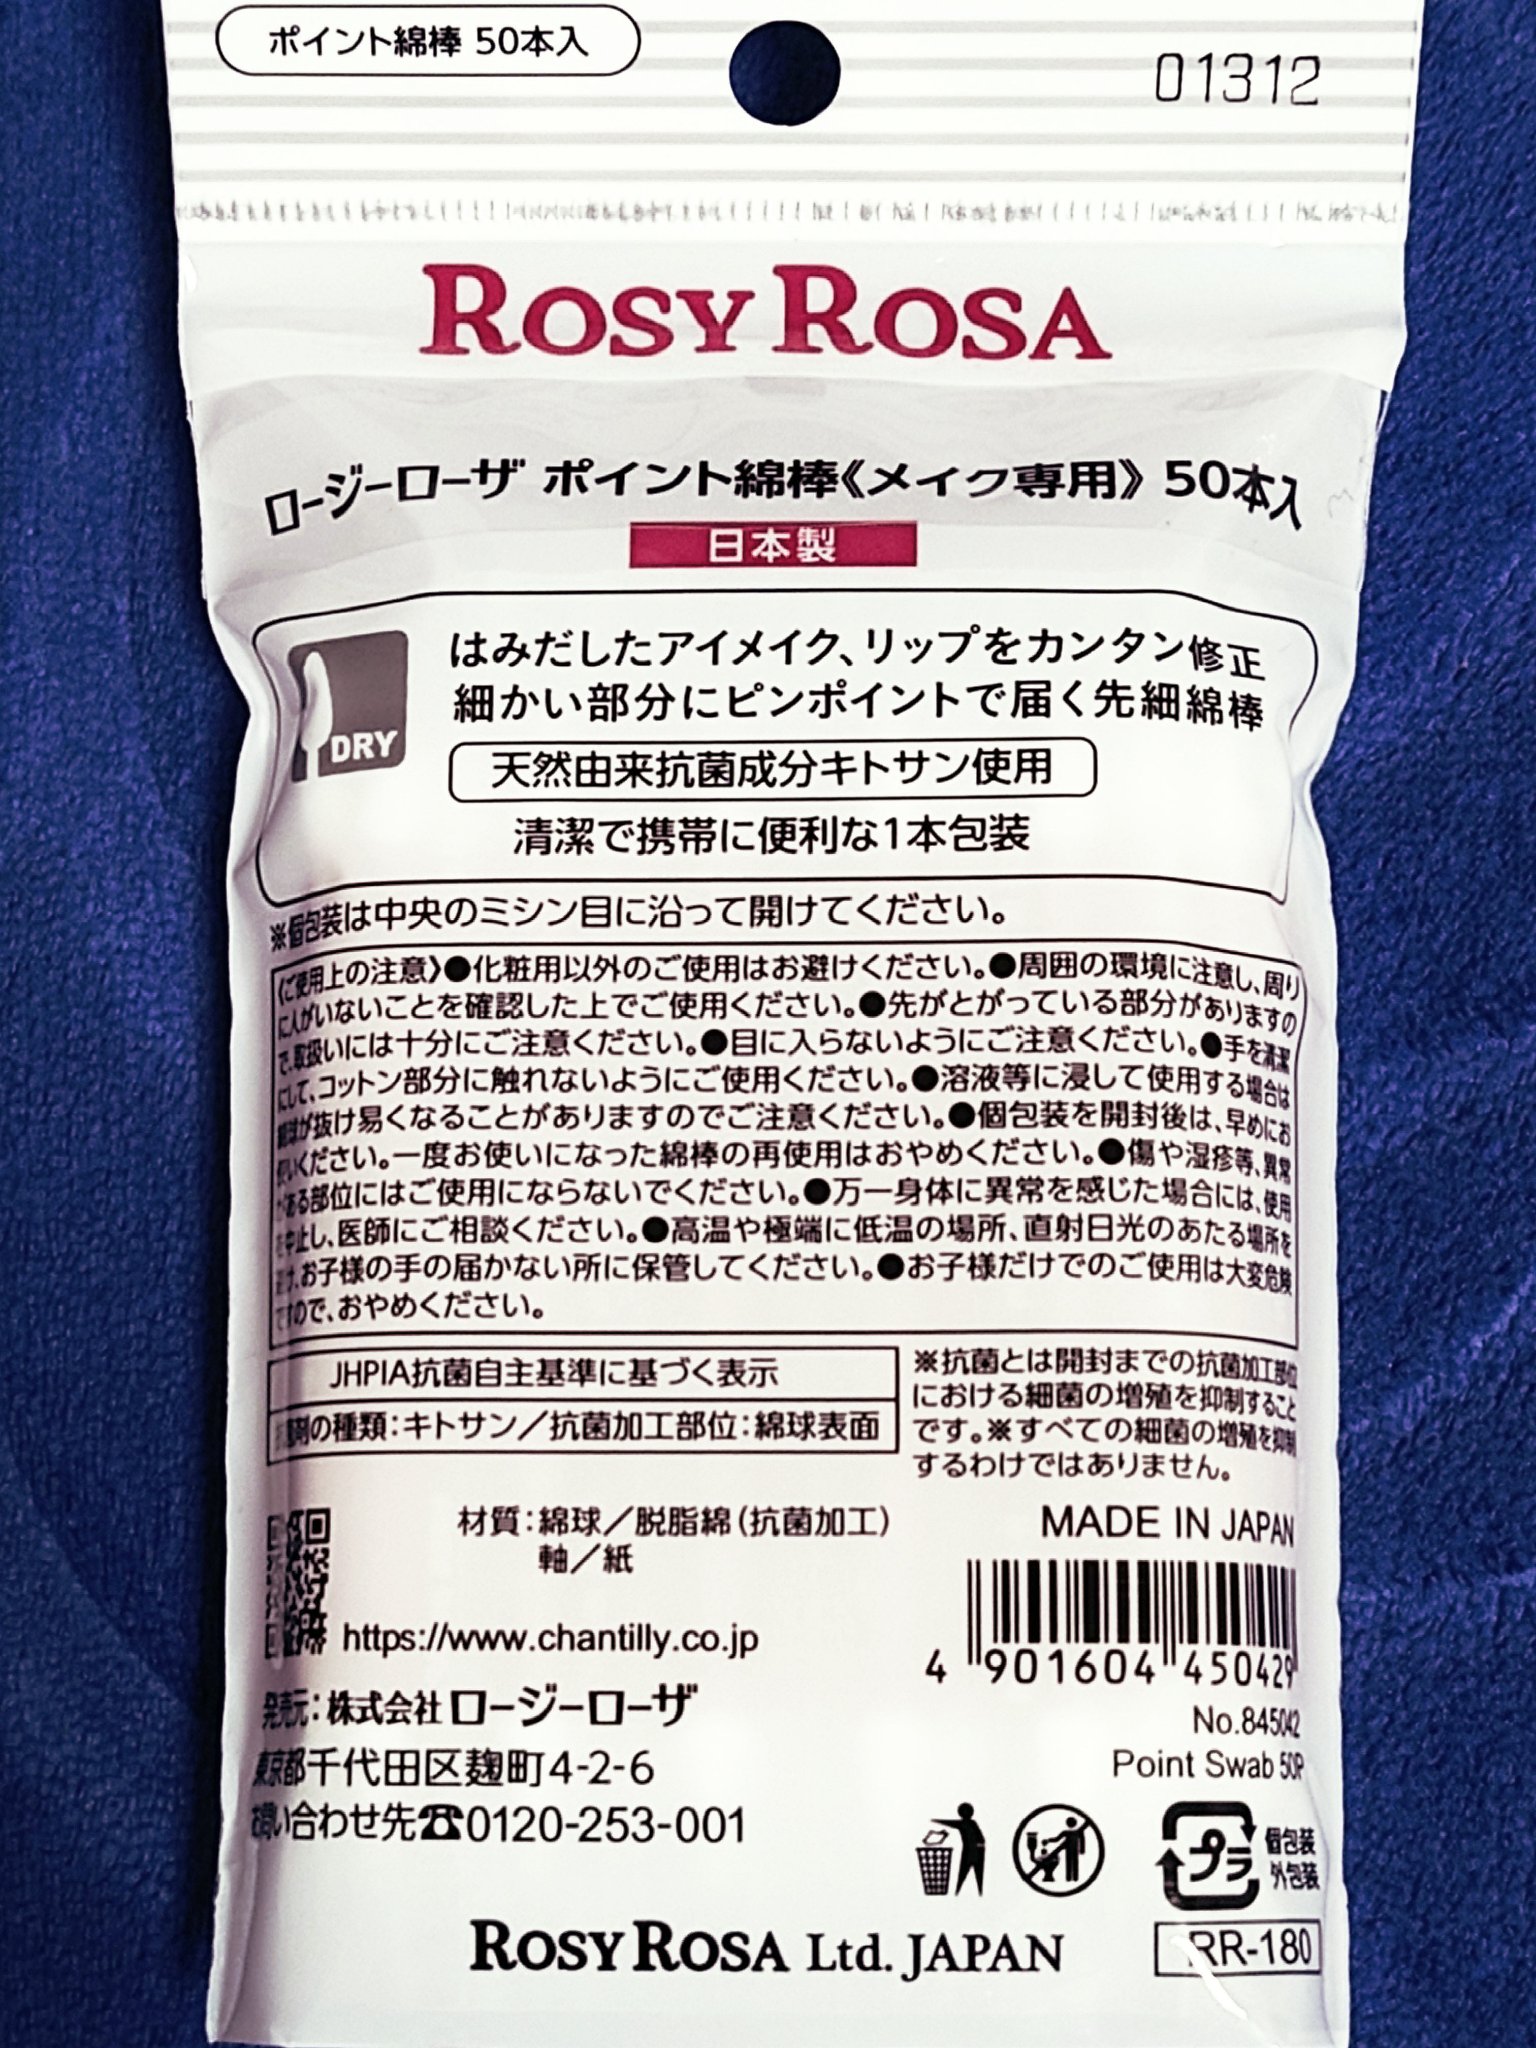 ポイント綿棒 50本入
01312
ROSY ROSA
ロージーローザ ポイント綿棒《メイク専用》50本入
日本製
はみだしたアイメイク、リップをカンタン修正
細かい部分にピンポイントで届く先細綿棒
DRY
天然由来抗菌成分キトサン使用
清潔で携帯に便利な1本包装
※個包装は中央のミシン目に沿って開けてください。
《ご使用上の注意》●化粧用以外のご使用はお避けください。●周囲の環境に注意し、周り
に人がいないことを確認した上でご使用ください。●先がとがっている部分がありますの
で、取扱いには十分にご注意ください。●目に入らないようにご注意ください。●手を清潔
にして、コットン部分に触れないようにご使用ください。●溶液等に浸して使用する場合は
綿球が抜け易くなることがありますのでご注意ください。●個包装を開封後は、早めにお
使いください。一度お使いになった綿棒の再使用はおやめください。●傷や湿疹等、異常
がある部位にはご使用にならないでください。●万一身体に異常を感じた場合には、使用
を中止し、医師にご相談ください。●高温や極端に低温の場所、直射日光のあたる場所を
避け、お子様の手の届かない所に保管してください。●お子様だけでのご使用は大変危険
ですので、おやめください。
JHPIA抗菌自主基準に基づく表示
抗菌剤の種類：キトサン／抗菌加工部位：綿球表面
※抗菌とは開封までの抗菌加工部位
における細菌の増殖を抑制すること
です。※すべての細菌の増殖を抑制
するわけではありません。
材質：綿球／脱脂綿（抗菌加工）
軸／紙
MADE IN JAPAN
https://www.chantilly.co.jp
4 901604 450429
発売元：株式会社 ロージーローザ
東京都千代田区麹町4-2-6
お問い合わせ先☎0120-253-001
No.845042
Point Swab 50P
プラ
個包装
外包装
ROSY ROSA Ltd. JAPAN
RR-180